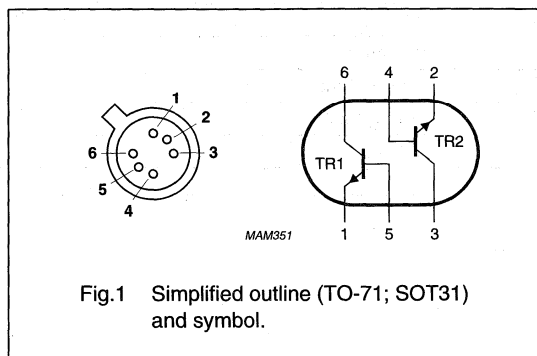 1
2
6
3
5
4
6 4 2
TR1 TR2
1 5 3
MAM351
Fig.1 Simplified outline (TO-71; SOT31)
and symbol.